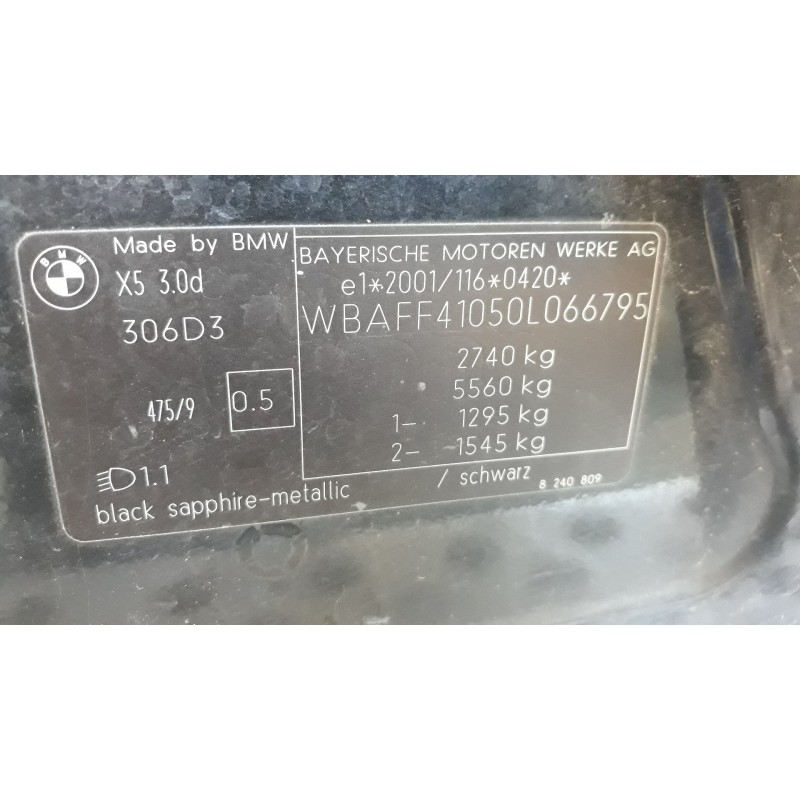 BMW
Made by BMW
X5 3.0d
306D3
475/9
0.5
1.1
black sapphire-metallic / schwarz
8 240 809
BAYERISCHE MOTOREN WERKE AG
e1*2001/116*0420*
WBAFF41050L066795
2740 kg
5560 kg
1- 1295 kg
2- 1545 kg